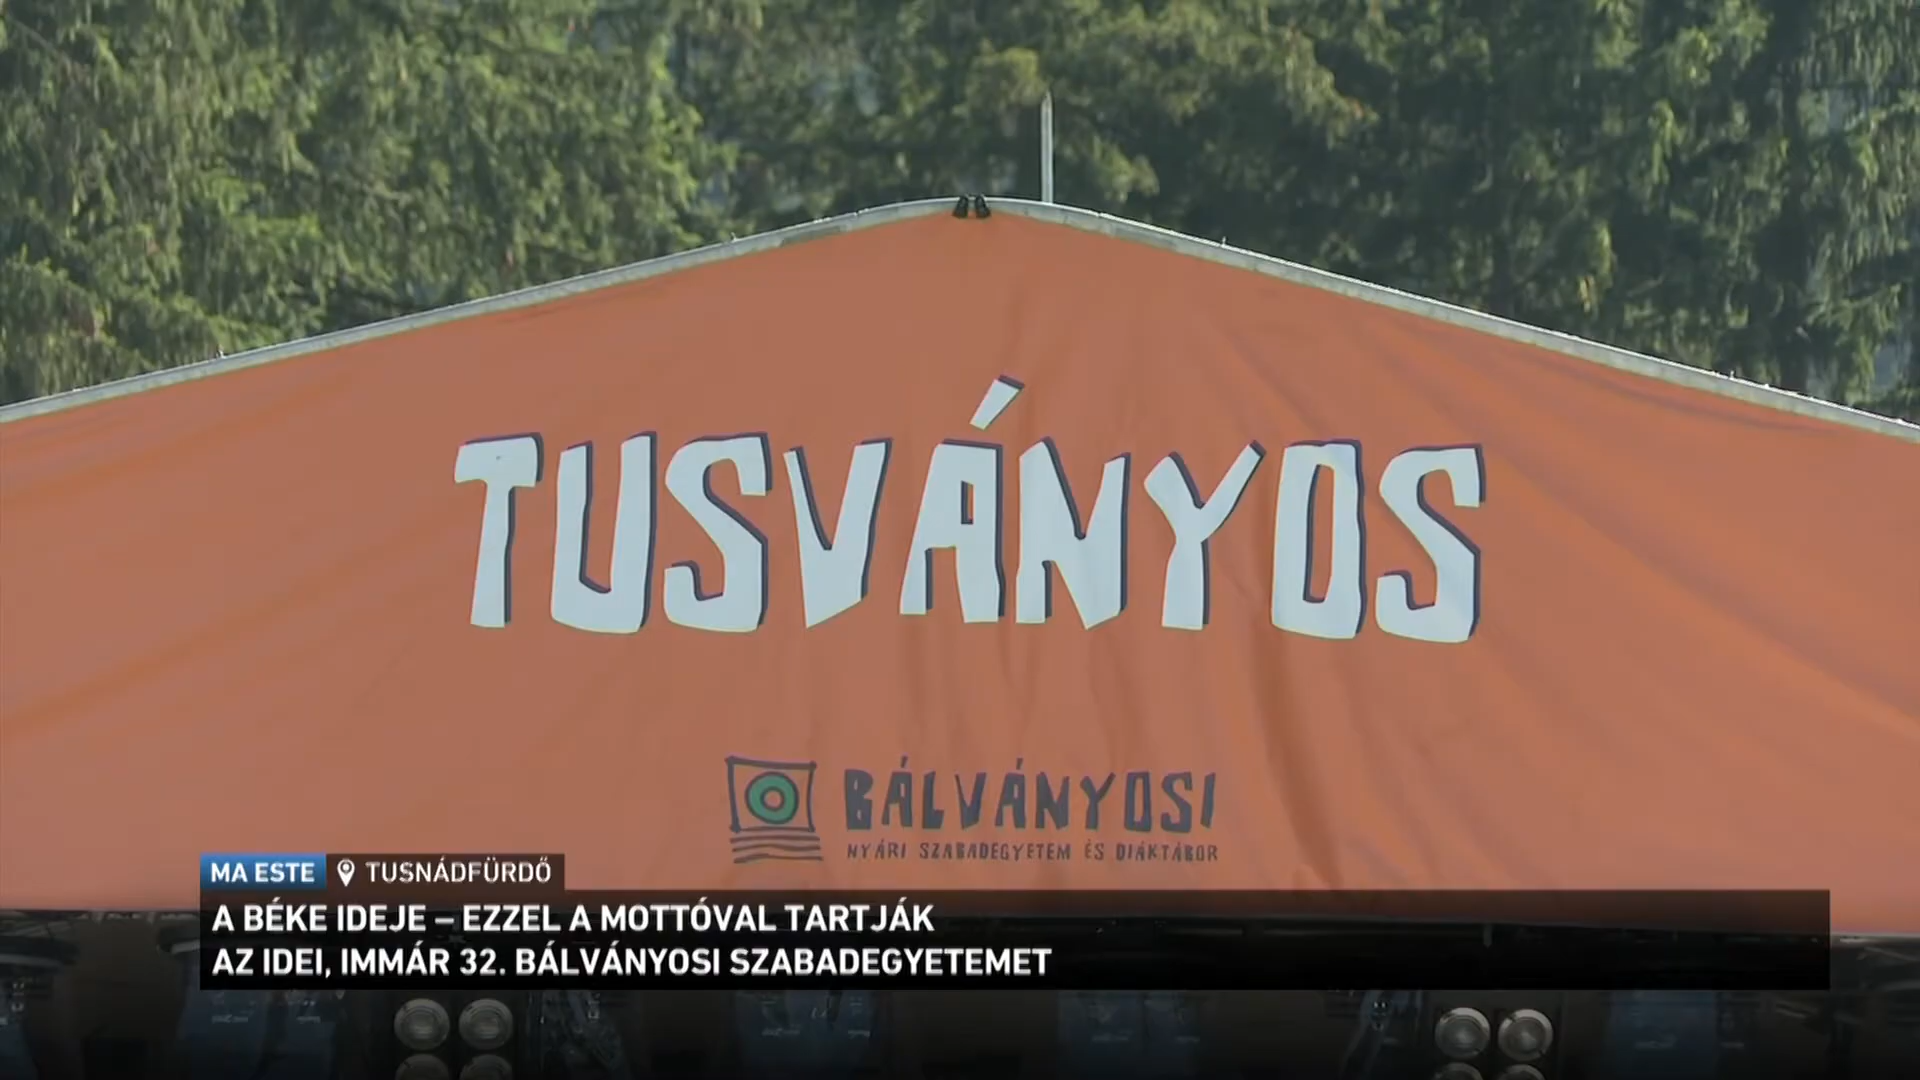 TUSVÁNYOS
BÁLVÁNYOSI
NYÁRI SZABADEGYETEM ÉS DIÁKTÁBOR
MA ESTE TUSNÁDFÜRDŐ
A BÉKE IDEJE – EZZEL A MOTTÓVAL TARTJÁK
AZ IDEI, IMMÁR 32. BÁLVÁNYOSI SZABADEGYETEMET